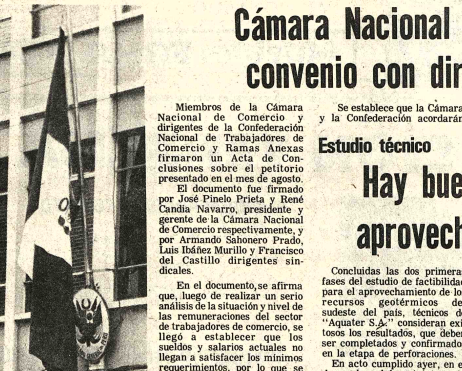 Cámara Nacional
convenio con dir
Miembros de la Cámara
Nacional de Comercio y
dirigentes de la Confederación
Nacional de Trabajadores de
Comercio y Ramas Anexas
firmaron un Acta de Con-
clusiones sobre el petitorio
presentado en el mes de agosto.
El documento fue firmado
por José Pinelo Prieta y René
Candia Navarro, presidente y
gerente de la Cámara Nacional
de Comercio respectivamente, y
por Armando Sahonero Prado,
Luis Ibáñez Murillo y Francisco
del Castillo dirigentes sin-
dicales.
En el documento, se afirma
que, luego de realizar un serio
análisis de la situación y nivel de
las remuneraciones del sector
de trabajadores de comercio, se
llegó a establecer que los
sueldos y salarios actuales no
llegan a satisfacer los mínimos
requerimientos, por lo que se
Se establece que la Cámara
y la Confederación acordarán
Estudio técnico
Hay bue
aprovech
Concluidas las dos primera
fases del estudio de factibilidad
para el aprovechamiento de lo
recursos geotérmicos de
sudeste del país, técnicos d
"Aquater S.A." consideran exi
tosos los resultados, que debe
ser completados y confirmado
en la etapa de perforaciones.
En acto cumplido ayer, en e